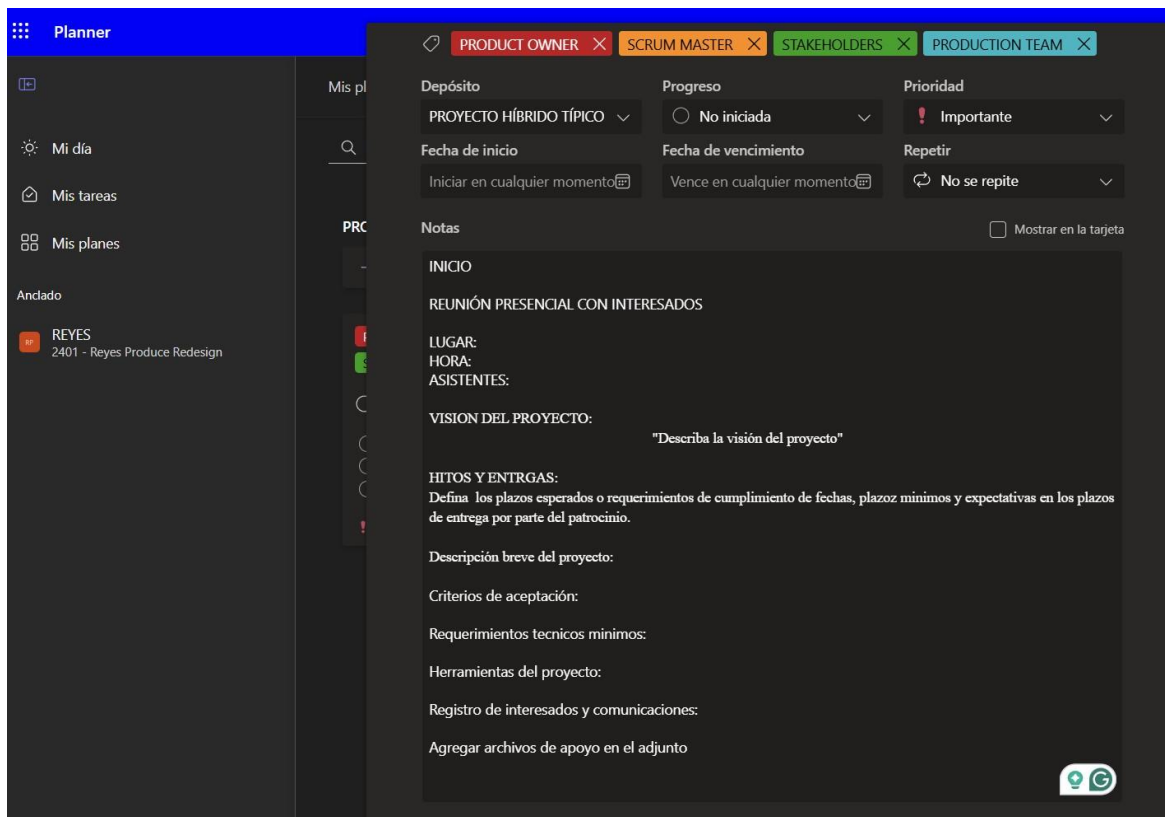 Planner
PRODUCT OWNER
SCRUM MASTER
STAKEHOLDERS
PRODUCTION TEAM
Mis pl
Depósito
Progreso
Prioridad
PROYECTO HÍBRIDO TÍPICO
No iniciada
Importante
Mi día
Fecha de inicio
Fecha de vencimiento
Repetir
Iniciar en cualquier momento
Vence en cualquier momento
No se repite
Mis tareas
Mis planes
PRO
Notas
Mostrar en la tarjeta
Anclado
RP
REYES
2401 - Reyes Produce Redesign
INICIO
REUNIÓN PRESENCIAL CON INTERESADOS
LUGAR:
HORA:
ASISTENTES:
VISION DEL PROYECTO:
"Describa la visión del proyecto"
HITOS Y ENTRGAS:
Defina los plazos esperados o requerimientos de cumplimiento de fechas, plazoz minimos y expectativas en los plazos
de entrega por parte del patrocinio.
Descripción breve del proyecto:
Criterios de aceptación:
Requerimientos tecnicos minimos:
Herramientas del proyecto:
Registro de interesados y comunicaciones:
Agregar archivos de apoyo en el adjunto